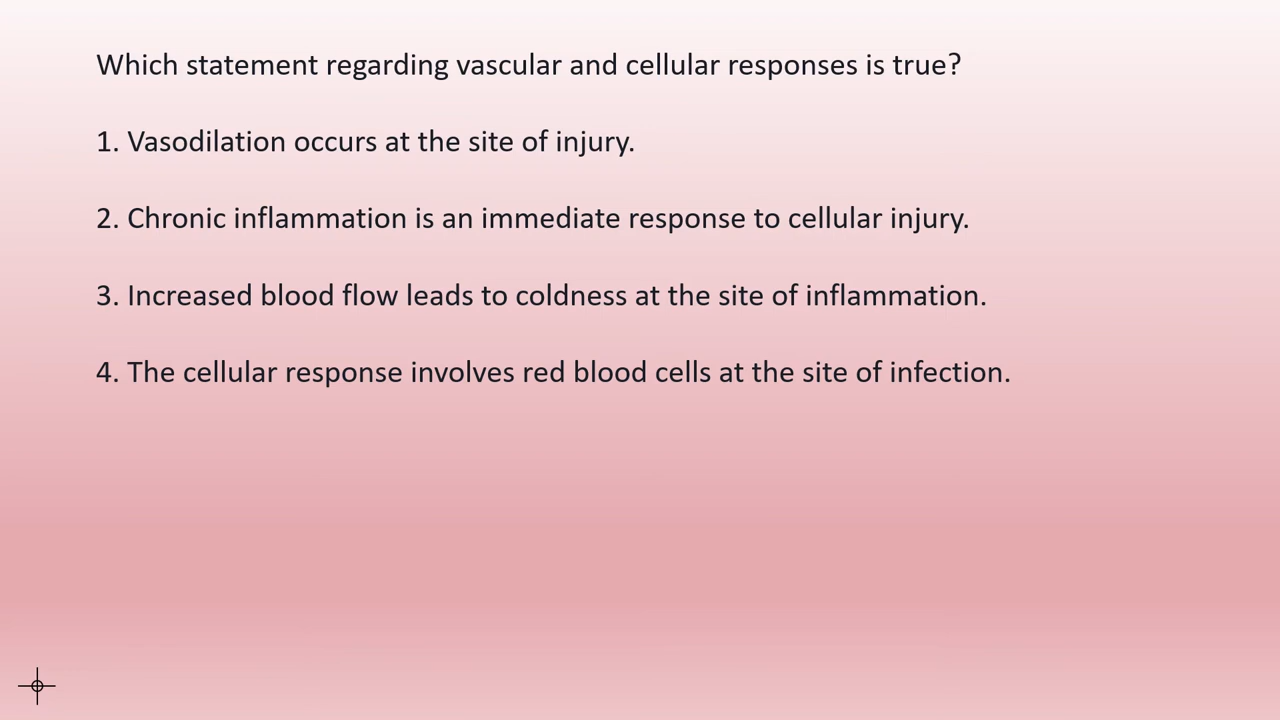 Which statement regarding vascular and cellular responses is true?
1. Vasodilation occurs at the site of injury.
2. Chronic inflammation is an immediate response to cellular injury.
3. Increased blood flow leads to coldness at the site of inflammation.
4. The cellular response involves red blood cells at the site of infection.